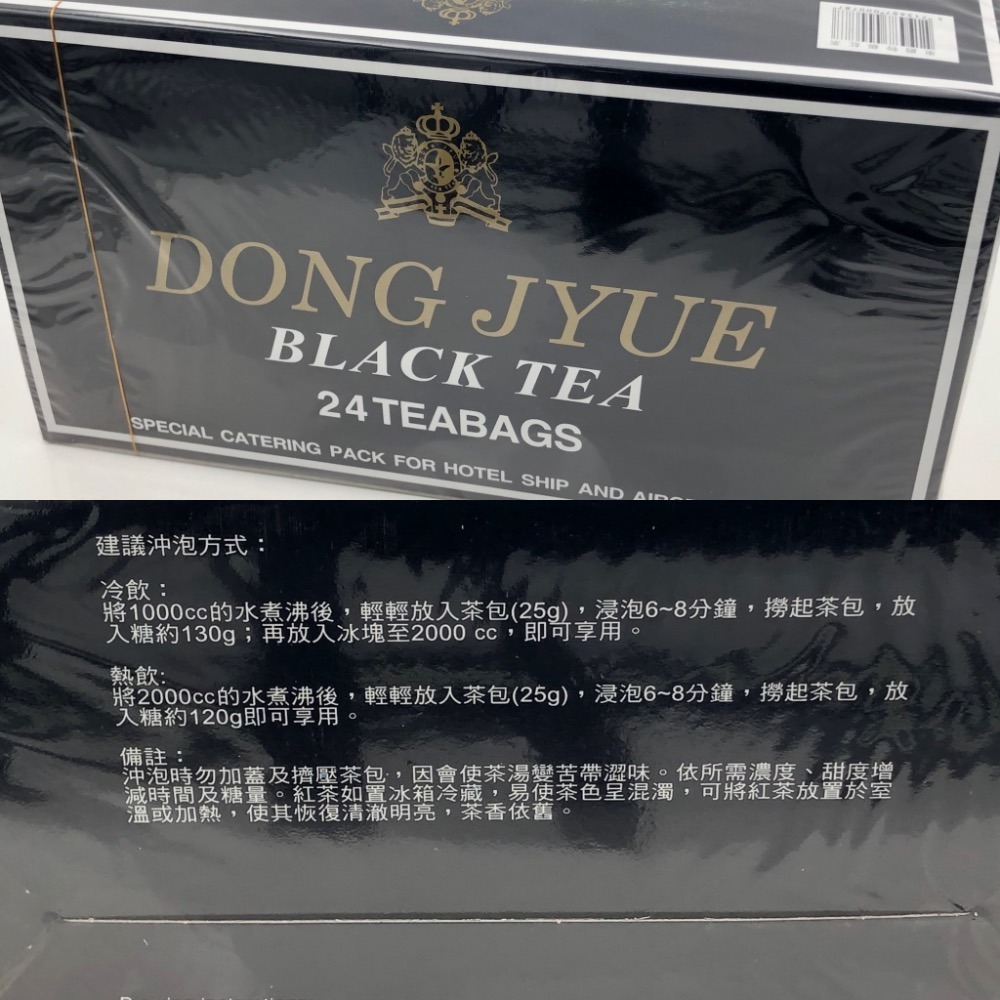 DONG JYUE
BLACK TEA
24 TEABAGS
SPECIAL CATERING PACK FOR HOTEL SHIP AND
建議沖泡方式：
冷飲：
將1000cc的水煮沸後，輕輕放入茶包(25g)，浸泡6~8分鐘，撈起茶包，放
入糖約130g；再放入冰塊至2000 cc，即可享用。
熱飲:
將2000cc的水煮沸後，輕輕放入茶包(25g)，浸泡6~8分鐘，撈起茶包，放
入糖約120g即可享用。
備註：
沖泡時勿加蓋及擠壓茶包，因會使茶湯變苦帶澀味。依所需濃度、甜度增
減時間及糖量。紅茶如置冰箱冷藏，易使茶色呈混濁，可將紅茶放置於室
溫或加熱，使其恢復清澈明亮，茶香依舊。